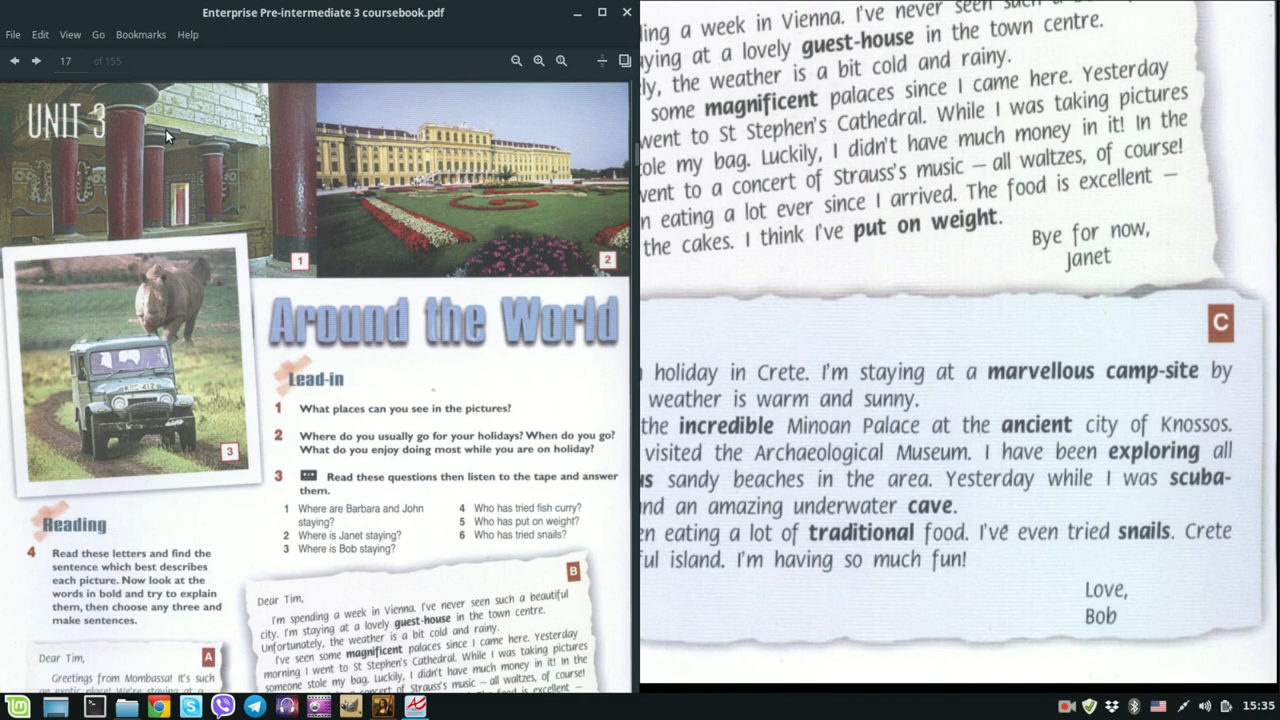 Enterprise Pre-intermediate 3 coursebook.pdf
File Edit View Go Bookmarks Help
17 of 155
UNIT 3
1
2
3
Around the World
Lead-in
1 What places can you see in the pictures?
2 Where do you usually go for your holidays? When do you go?
What do you enjoy doing most while you are on holiday?
3 Read these questions then listen to the tape and answer
them.
1 Where are Barbara and John
staying?
2 Where is Janet staying?
3 Where is Bob staying?
4 Who has tried fish curry?
5 Who has put on weight?
6 Who has tried snails?
Reading
4 Read these letters and find the
sentence which best describes
each picture. Now look at the
words in bold and try to explain
them, then choose any three and
make sentences.
A
Dear Tim,
Greetings from Mombassa! It's such
B
Dear Tim,
I'm spending a week in Vienna. I've never seen such a beautiful
city. I'm staying at a lovely guest-house in the town centre.
Unfortunately, the weather is a bit cold and rainy.
I've seen some magnificent palaces since I came here. Yesterday
morning I went to St Stephen's Cathedral. While I was taking pictures
someone stole my bag. Luckily, I didn't have much money in it! In the
concert of Strauss's music – all waltzes, of course!
ding a week in Vienna. I've never seen such a
ying at a lovely guest-house in the town centre.
ly, the weather is a bit cold and rainy.
some magnificent palaces since I came here. Yesterday
went to St Stephen's Cathedral. While I was taking pictures
ole my bag. Luckily, I didn't have much money in it! In the
ent to a concert of Strauss's music – all waltzes, of course!
n eating a lot ever since I arrived. The food is excellent –
the cakes. I think I've put on weight.
Bye for now,
Janet
C
holiday in Crete. I'm staying at a marvellous camp-site by
weather is warm and sunny.
the incredible Minoan Palace at the ancient city of Knossos.
visited the Archaeological Museum. I have been exploring all
s sandy beaches in the area. Yesterday while I was scuba-
nd an amazing underwater cave.
en eating a lot of traditional food. I've even tried snails. Crete
ful island. I'm having so much fun!
Love,
Bob
15:35